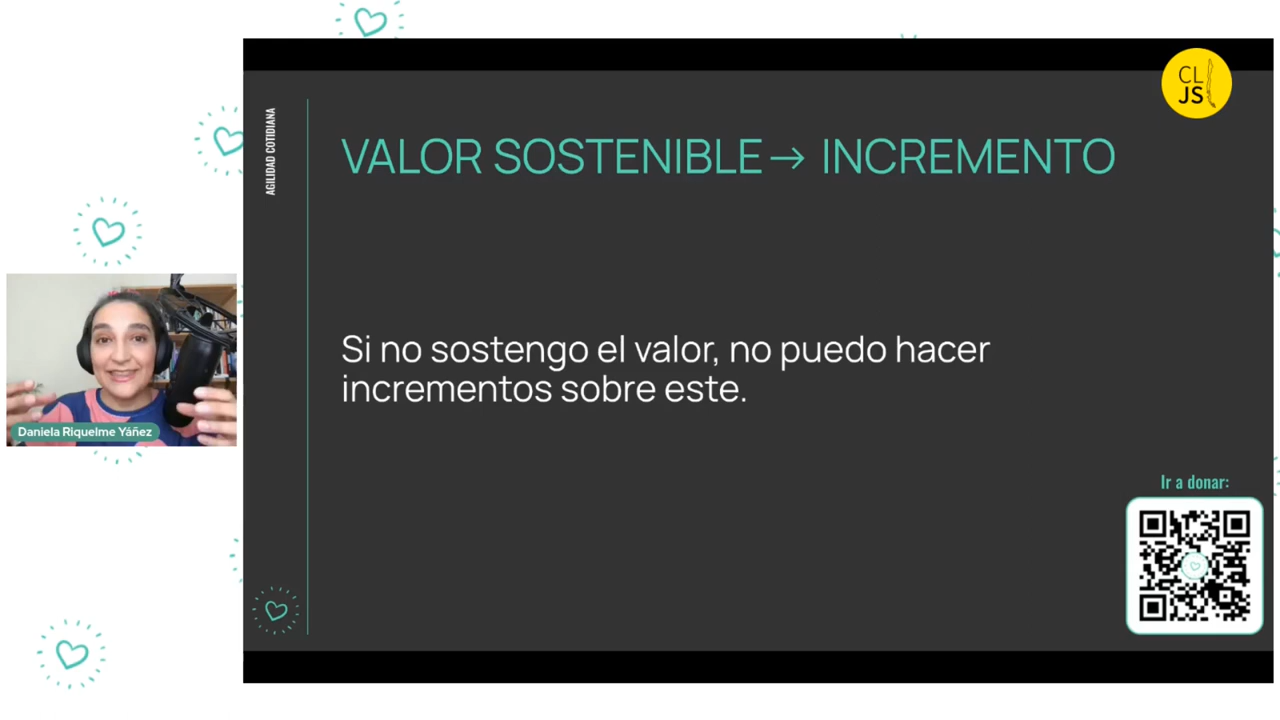 CL
JS
AGILIDAD COTIDIANA
VALOR SOSTENIBLE→ INCREMENTO
Si no sostengo el valor, no puedo hacer
incrementos sobre este.
Daniela Riquelme Yáñez
Ir a donar: